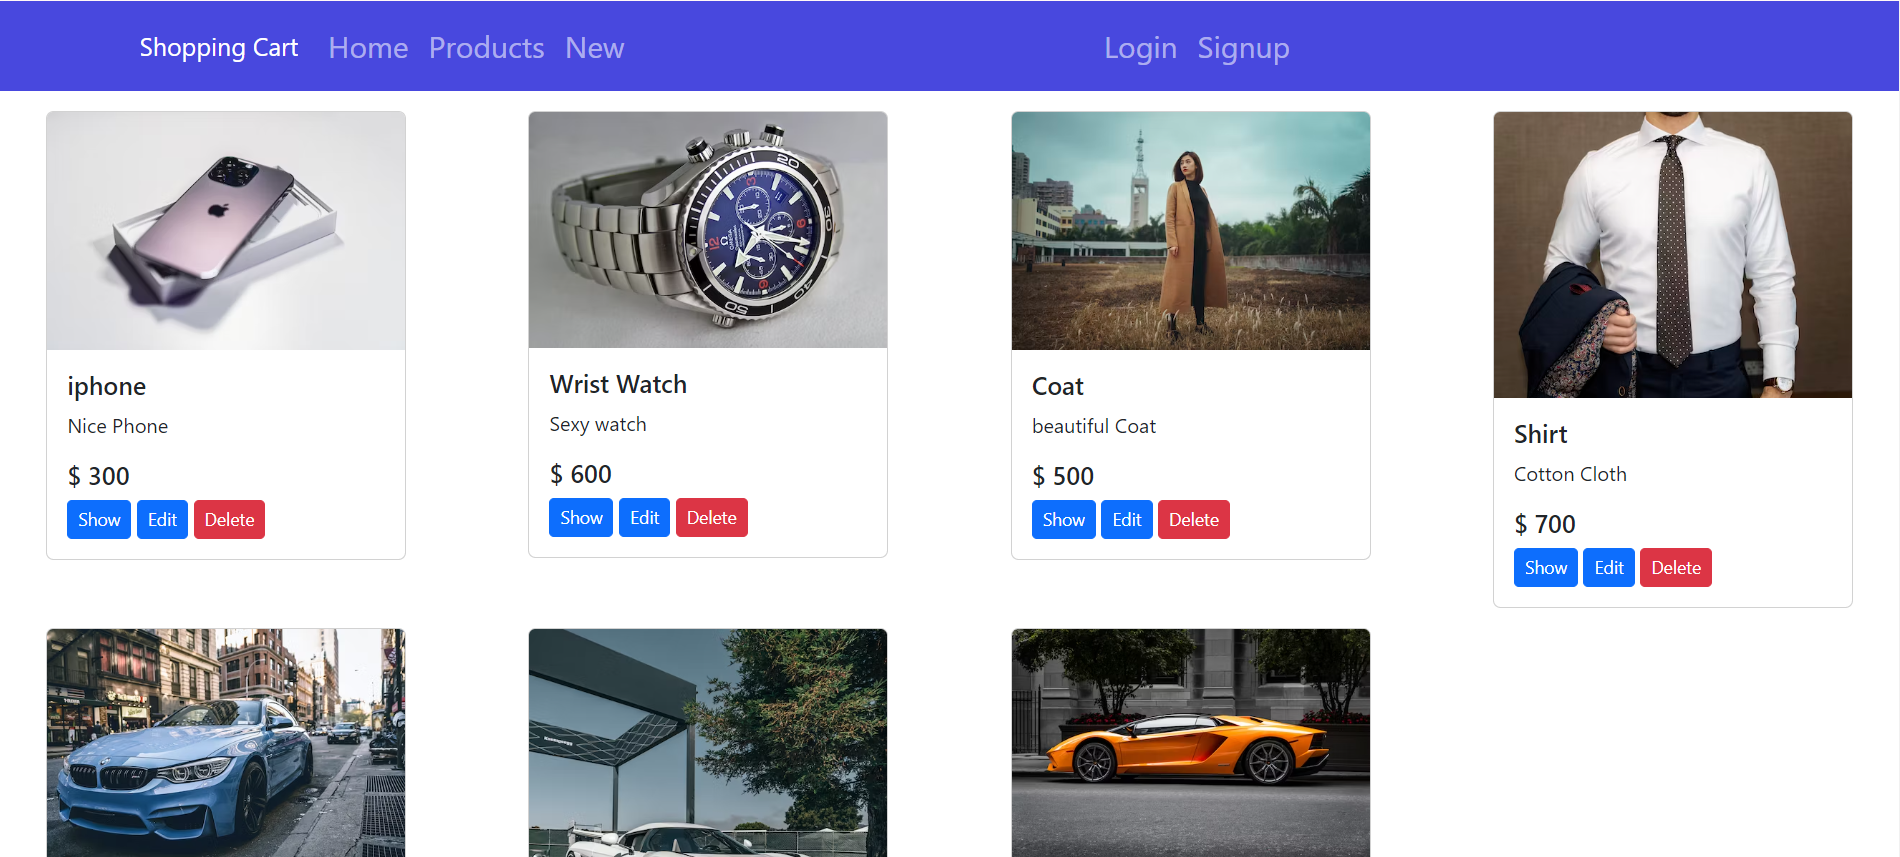 Shopping Cart Home Products New Login Signup
iphone
Nice Phone
$ 300
Show Edit Delete
Wrist Watch
Sexy watch
$ 600
Show Edit Delete
Coat
beautiful Coat
$ 500
Show Edit Delete
Shirt
Cotton Cloth
$ 700
Show Edit Delete